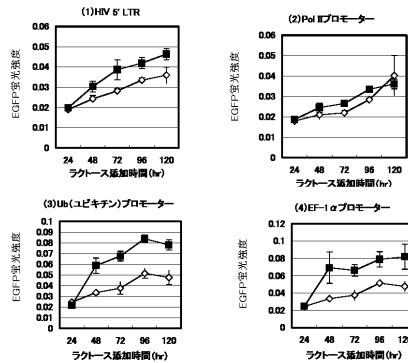 (1)HIV 5' LTR
EGFP蛍光強度
0.06
0.05
0.04
0.03
0.02
0.01
0
24 48 72 96 120
ラクトース添加時間(hr)
(2)Pol Ⅱプロモーター
EGFP蛍光強度
0.06
0.05
0.04
0.03
0.02
0.01
0
24 48 72 96 120
ラクトース添加時間(hr)
(3)Ub(ユビキチン)プロモーター
EGFP蛍光強度
0.1
0.09
0.08
0.07
0.06
0.05
0.04
0.03
0.02
0.01
0
24 48 72 96 120
ラクトース添加時間(hr)
(4)EF-1αプロモーター
EGFP蛍光強度
0.12
0.1
0.08
0.06
0.04
0.02
0
24 48 72 96 120
ラクトース添加時間(hr)